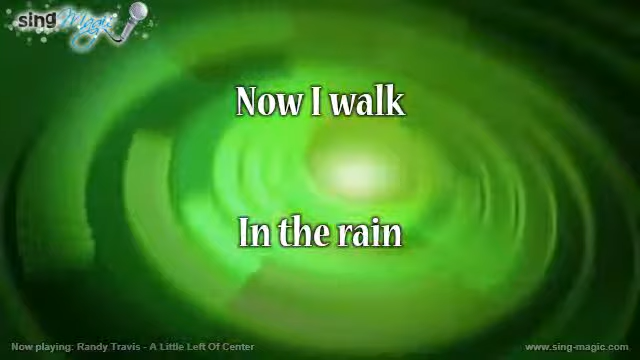 sing Magic
Now I walk
In the rain
Now playing: Randy Travis - A Little Left Of Center
www.sing-magic.com